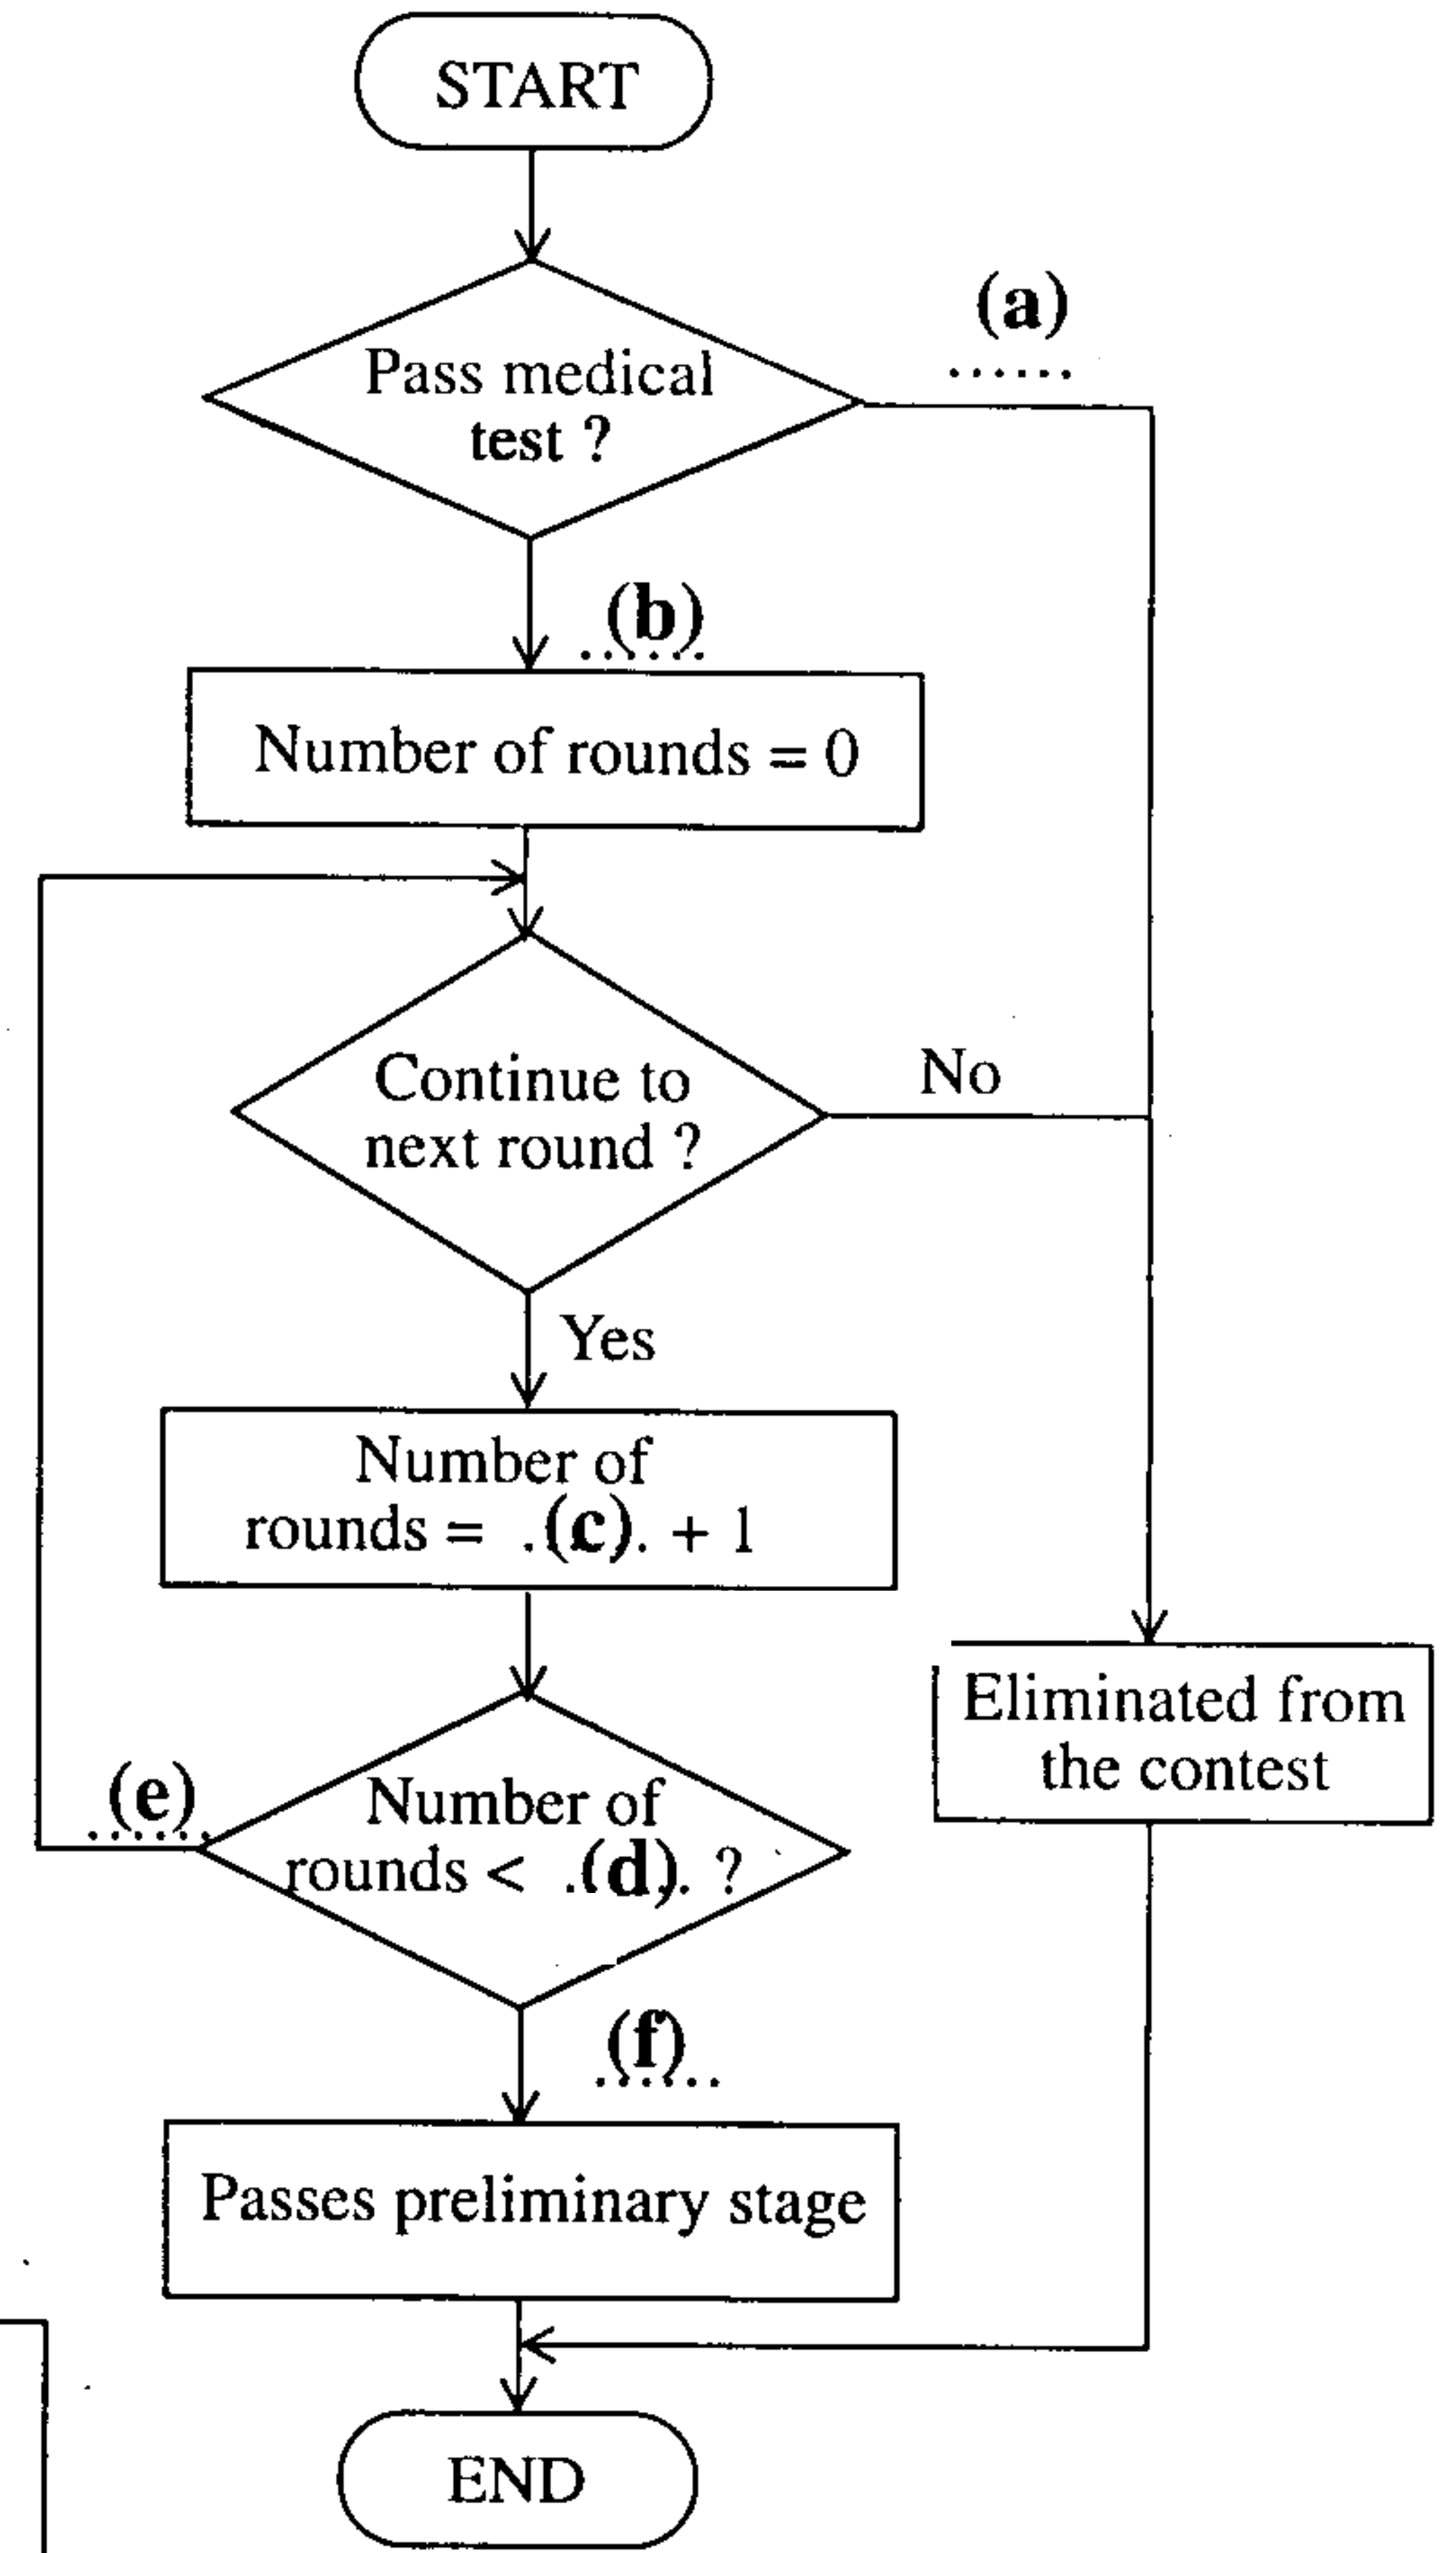 START
(a)
......
Pass medical
test ?
(b)
......
Number of rounds = 0
Continue to
next round ?
No
Yes
Number of
rounds = .(c). + 1
Eliminated from
the contest
(e)
......
Number of
rounds < .(d). ?
(f)
......
Passes preliminary stage
END